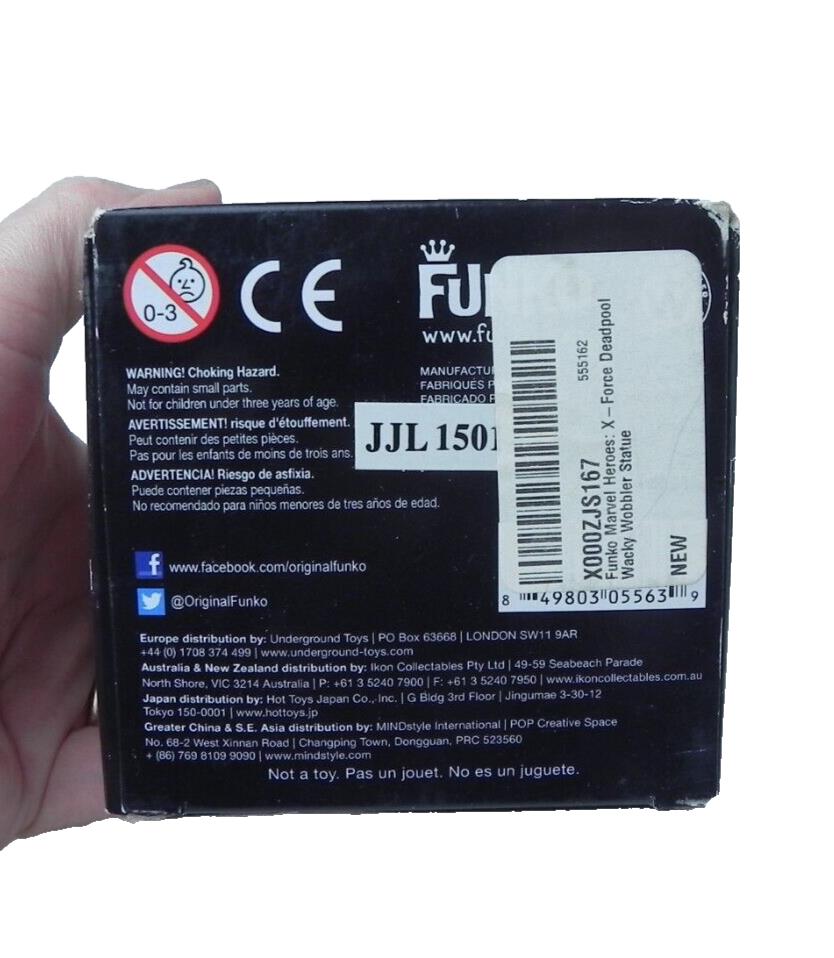 0-3
CE
FU
www.fu
WARNING! Choking Hazard.
May contain small parts.
Not for children under three years of age.
AVERTISSEMENT! risque d'étouffement.
Peut contenir des petites pièces.
Pas pour les enfants de moins de trois ans.
ADVERTENCIA! Riesgo de asfixia.
Puede contener piezas pequeñas.
No recomendado para niños menores de tres años de edad.
MANUFACTU
FABRIQUÉS P
FABRICADO P
JJL 1501
555162
X000ZJS167
Funko Marvel Heroes: X – Force Deadpool
Wacky Wobbler Statue
NEW
8 49803 05563 9
f www.facebook.com/originalfunko
@OriginalFunko
Europe distribution by: Underground Toys | PO Box 63668 | LONDON SW11 9AR
+44 (0) 1708 374 499 | www.underground-toys.com
Australia & New Zealand distribution by: Ikon Collectables Pty Ltd | 49-59 Seabeach Parade
North Shore, VIC 3214 Australia | P: +61 3 5240 7900 | F: +61 3 5240 7950 | www.ikoncollectables.com.au
Japan distribution by: Hot Toys Japan Co., Inc. | G Bldg 3rd Floor | Jingumae 3-30-12
Tokyo 150-0001 | www.hottoys.jp
Greater China & S.E. Asia distribution by: MINDstyle International | POP Creative Space
No. 68-2 West Xinnan Road | Changping Town, Dongguan, PRC 523560
+ (86) 769 8109 9090 | www.mindstyle.com
Not a toy. Pas un jouet. No es un juguete.